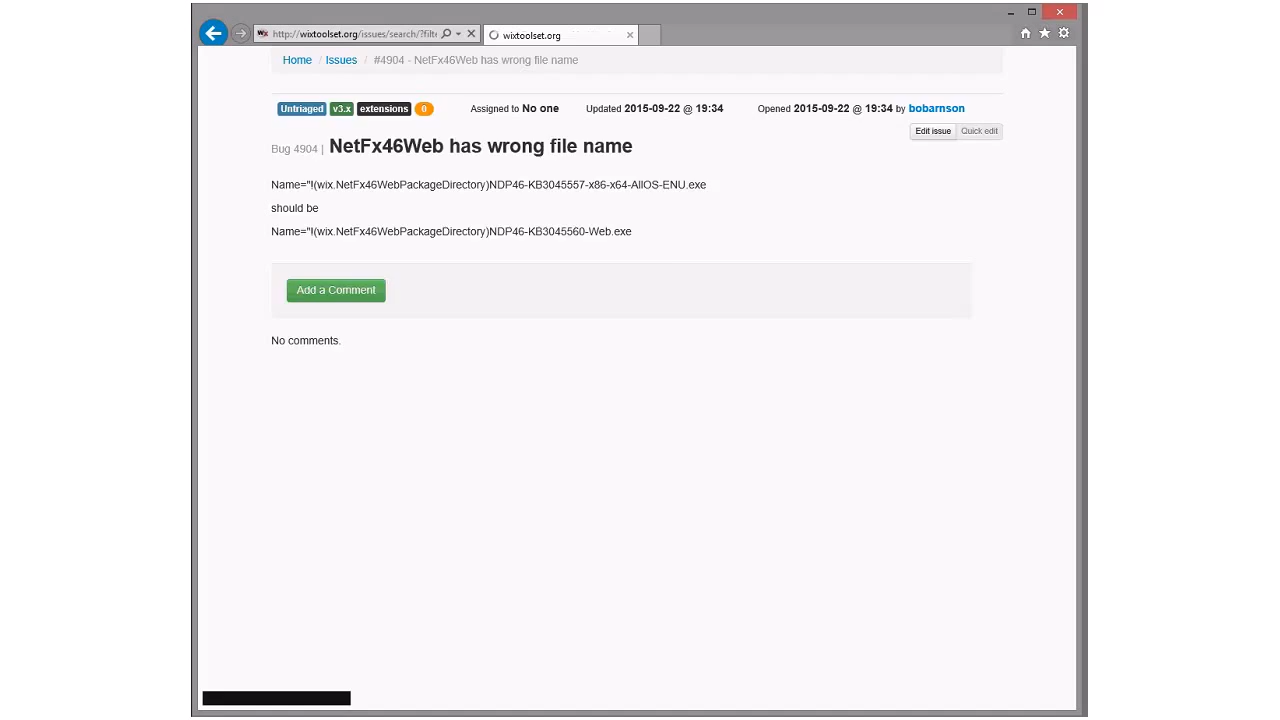 http://wixtoolset.org/issues/search/?filt
wixtoolset.org
Home / Issues / #4904 - NetFx46Web has wrong file name
Untriaged v3.x extensions 0 Assigned to No one Updated 2015-09-22 @ 19:34 Opened 2015-09-22 @ 19:34 by bobarnson
Edit issue Quick edit
Bug 4904 | NetFx46Web has wrong file name
Name="!(wix.NetFx46WebPackageDirectory)NDP46-KB3045557-x86-x64-AllOS-ENU.exe
should be
Name="!(wix.NetFx46WebPackageDirectory)NDP46-KB3045560-Web.exe
Add a Comment
No comments.